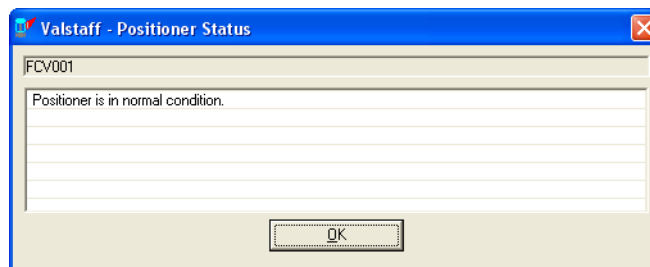 Valstaff - Positioner Status
FCV001
Positioner is in normal condition.
OK